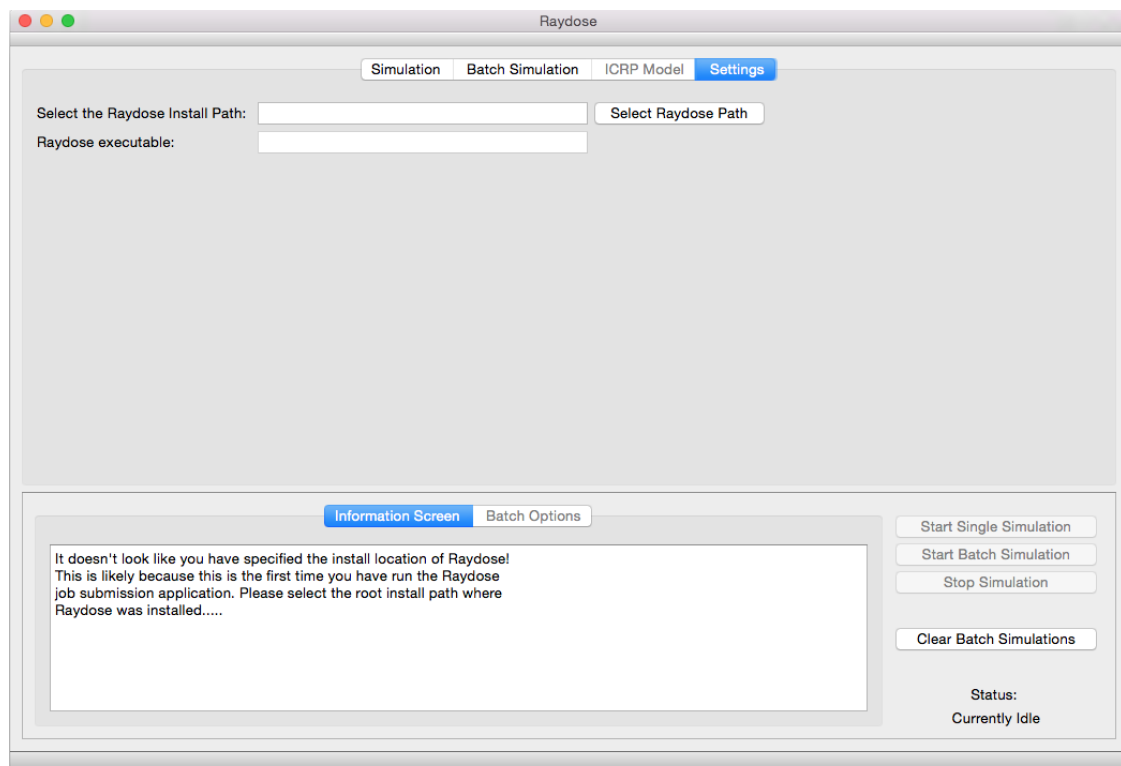 Raydose
Simulation Batch Simulation ICRP Model Settings
Select the Raydose Install Path: Select Raydose Path
Raydose executable:
Information Screen Batch Options
It doesn't look like you have specified the install location of Raydose!
This is likely because this is the first time you have run the Raydose
job submission application. Please select the root install path where
Raydose was installed.....
Start Single Simulation
Start Batch Simulation
Stop Simulation
Clear Batch Simulations
Status:
Currently Idle